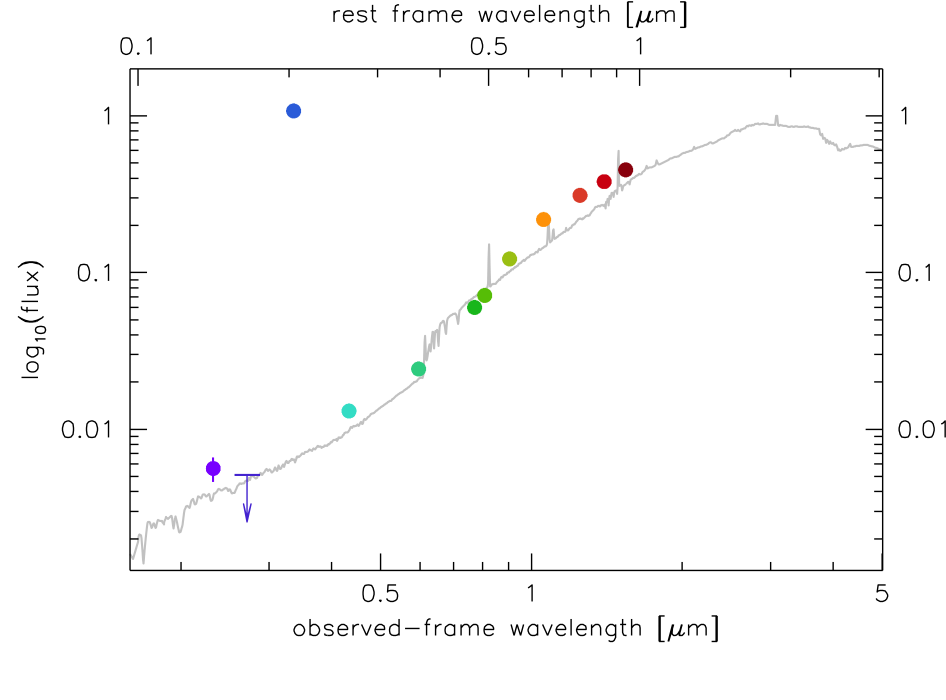 rest frame wavelength [μm]
0.1 0.5 1
1 1
0.1 0.1
0.01 0.01
log10(flux)
0.5 1 5
observed-frame wavelength [μm]